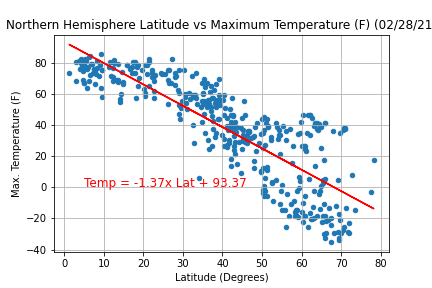 Northern Hemisphere Latitude vs Maximum Temperature (F) (02/28/21
Max. Temperature (F)
80
60
40
20
0
−20
−40
Temp = -1.37x Lat + 93.37
0 10 20 30 40 50 60 70 80
Latitude (Degrees)